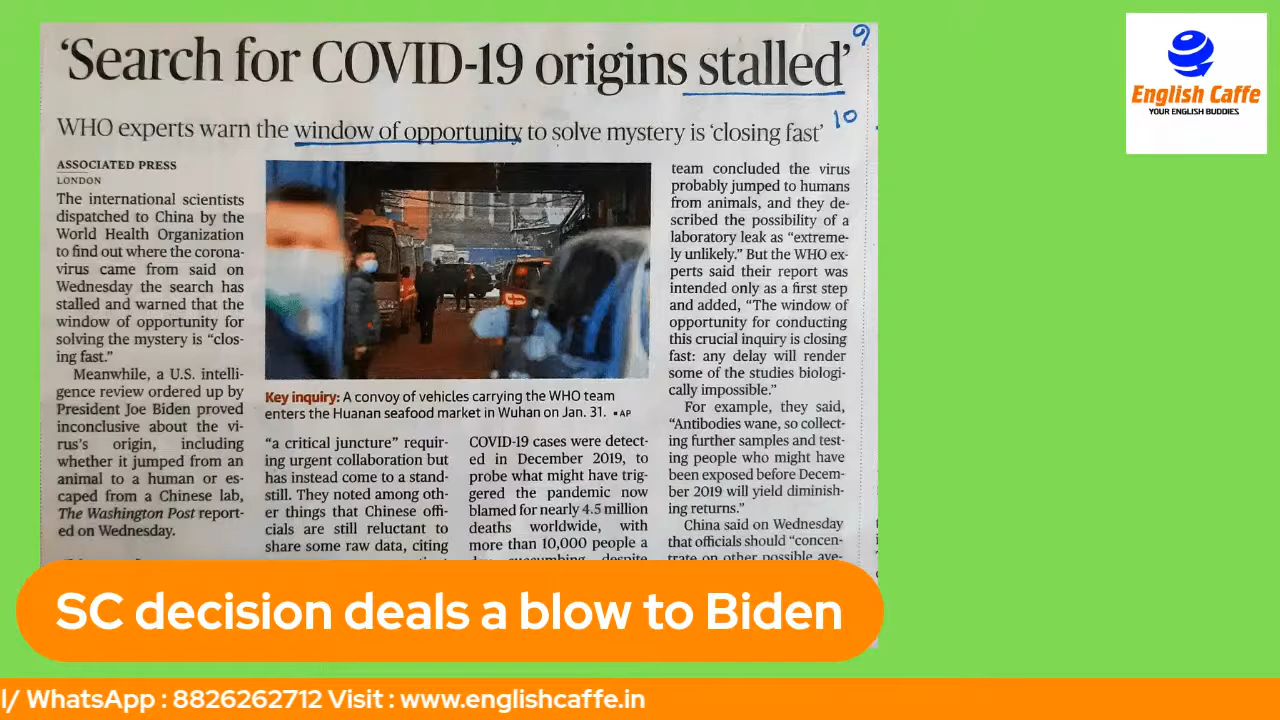 'Search for COVID-19 origins stalled'
9
WHO experts warn the window of opportunity to solve mystery is 'closing fast'
10
English Caffe
YOUR ENGLISH BUDDIES
ASSOCIATED PRESS
LONDON
The international scientists
dispatched to China by the
World Health Organization
to find out where the corona-
virus came from said on
Wednesday the search has
stalled and warned that the
window of opportunity for
solving the mystery is "clos-
ing fast."
Meanwhile, a U.S. intelli-
gence review ordered up by
President Joe Biden proved
inconclusive about the vi-
rus's origin, including
whether it jumped from an
animal to a human or es-
caped from a Chinese lab,
The Washington Post report-
ed on Wednesday.
Key inquiry: A convoy of vehicles carrying the WHO team
enters the Huanan seafood market in Wuhan on Jan. 31. • AP
"a critical juncture" requir-
ing urgent collaboration but
has instead come to a stand-
still. They noted among oth-
er things that Chinese offi-
cials are still reluctant to
share some raw data, citing
COVID-19 cases were detect-
ed in December 2019, to
probe what might have trig-
gered the pandemic now
blamed for nearly 4.5 million
deaths worldwide, with
more than 10,000 people a
team concluded the virus
probably jumped to humans
from animals, and they de-
scribed the possibility of a
laboratory leak as "extreme-
ly unlikely." But the WHO ex-
perts said their report was
intended only as a first step
and added, "The window of
opportunity for conducting
this crucial inquiry is closing
fast: any delay will render
some of the studies biologi-
cally impossible."
For example, they said,
"Antibodies wane, so collect-
ing further samples and test-
ing people who might have
been exposed before Decem-
ber 2019 will yield diminish-
ing returns."
China said on Wednesday
that officials should "concen-
trate on other possible ave-
SC decision deals a blow to Biden
l/ WhatsApp : 8826262712 Visit : www.englishcaffe.in